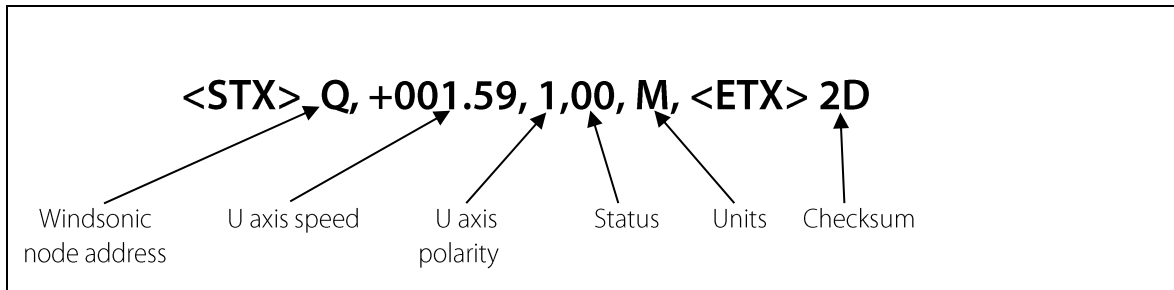 <STX> Q, +001.59, 1,00, M, <ETX> 2D
Windsonic U axis speed U axis Status Units Checksum
node address polarity